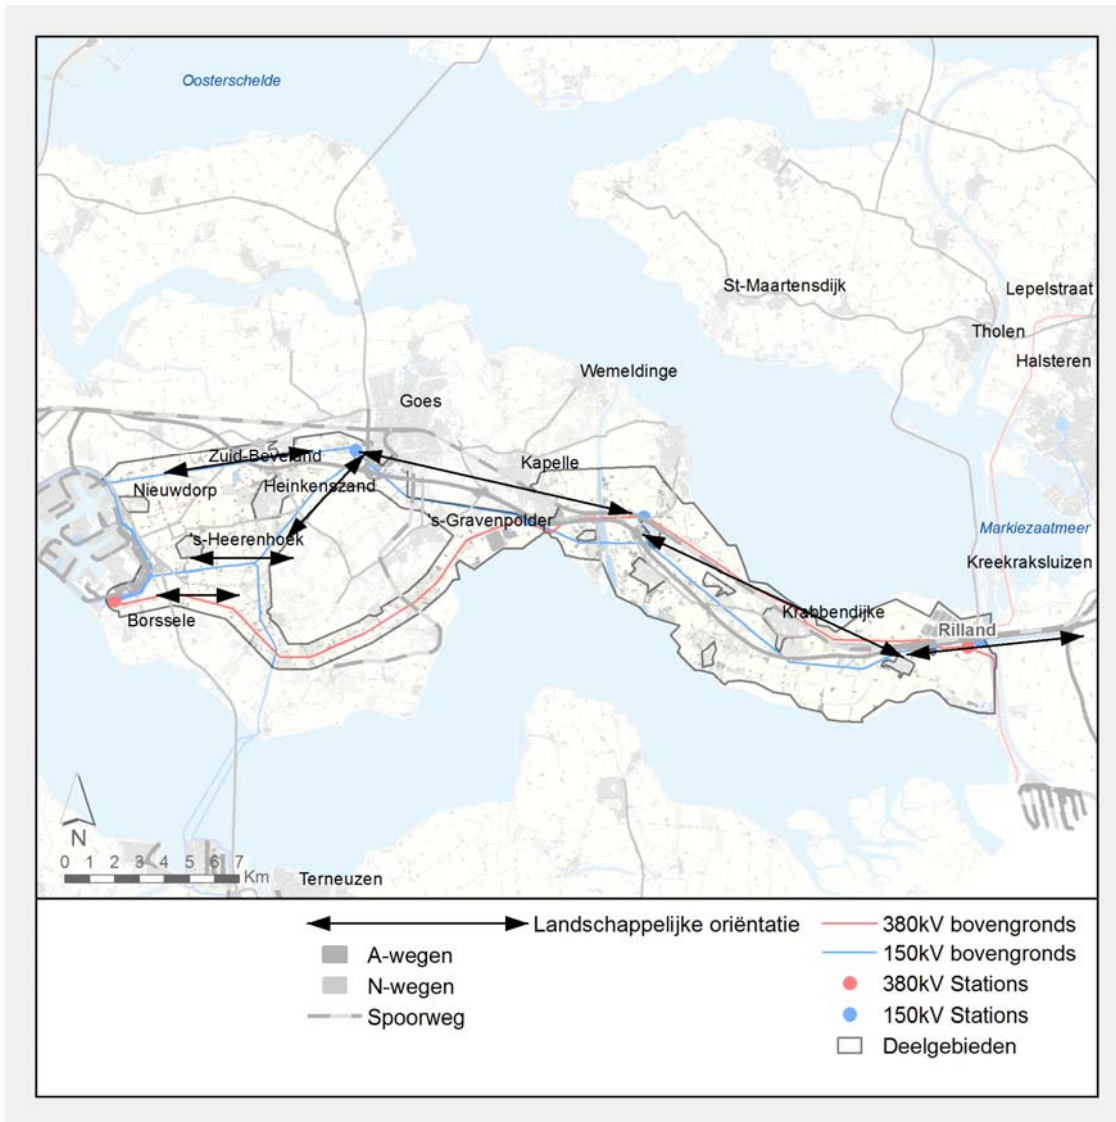 Oosterschelde
St-Maartensdijk
Lepelstraat
Tholen
Halsteren
Wemeldinge
Goes
Zuid-Beveland
Kapelle
Nieuwdorp
Heinkenszand
's-Gravenpolder
Markiezaatmeer
's-Heerenhoek
Kreekraksluizen
Borssele
Krabbendijke
Rilland
N
0 1 2 3 4 5 6 7
Km
Terneuzen
Landschappelijke oriëntatie
A-wegen
N-wegen
Spoorweg
380kV bovengronds
150kV bovengronds
380kV Stations
150kV Stations
Deelgebieden